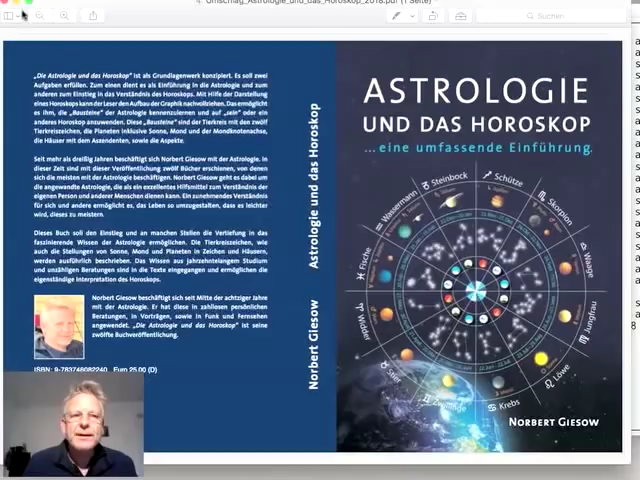 Umschlag_Astrologie_und_das_Horoskop_2018.pdf (1 Seite)
Suchen
„Die Astrologie und das Horoskop" ist als Grundlagenwerk konzipiert. Es soll zwei
Aufgaben erfüllen. Zum einen dient es als Einführung in die Astrologie und zum
anderen zum Einstieg in das Verständnis des Horoskops. Mit Hilfe der Darstellung
eines Horoskops kann der Leser den Aufbau der Graphik nachvollziehen. Das ermöglicht
es ihm, die „Bausteine" der Astrologie kennenzulernen und auf „sein" oder ein
anderes Horoskop anzuwenden. Diese „Bausteine" sind der Tierkreis mit den zwölf
Tierkreiszeichen, die Planeten inklusive Sonne, Mond und der Mondknotenachse,
die Häuser mit dem Aszendenten, sowie die Aspekte.
Seit mehr als dreißig Jahren beschäftigt sich Norbert Giesow mit der Astrologie. In
dieser Zeit sind mit dieser Veröffentlichung zwölf Bücher erschienen, von denen
sich die meisten mit der Astrologie beschäftigen. Norbert Giesow geht es dabei um
die angewandte Astrologie, die als ein exzellentes Hilfsmittel zum Verständnis der
eigenen Person und anderer Menschen dienen kann. Ein zunehmendes Verständnis
für sich und andere ermöglicht es, das Leben so umzugestalten, dass es leichter
wird, dieses zu meistern.
Dieses Buch soll den Einstieg und an manchen Stellen die Vertiefung in das
faszinierende Wissen der Astrologie ermöglichen. Die Tierkreiszeichen, wie
auch die Stellungen von Sonne, Mond und Planeten in Zeichen und Häusern,
werden ausführlich beschrieben. Das Wissen aus jahrzehntelangem Studium
und unzähligen Beratungen sind in die Texte eingegangen und ermöglichen die
eigenständige Interpretation des Horoskops.
Norbert Giesow beschäftigt sich seit Mitte der achtziger Jahre
mit der Astrologie. Er hat diese in zahllosen persönlichen
Beratungen, in Vorträgen, sowie in Funk und Fernsehen
angewendet. „Die Astrologie und das Horoskop" ist seine
zwölfte Buchveröffentlichung.
ISBN: 9-783746082240 Euro 25,00 (D)
Norbert Giesow Astrologie und das Horoskop
ASTROLOGIE
UND DAS HOROSKOP
...eine umfassende Einführung.
Steinbock
Schütze
Wassermann
Skorpion
Fische
Waage
Widder
Jungfrau
Stier
Löwe
Zwillinge
Krebs
NORBERT GIESOW